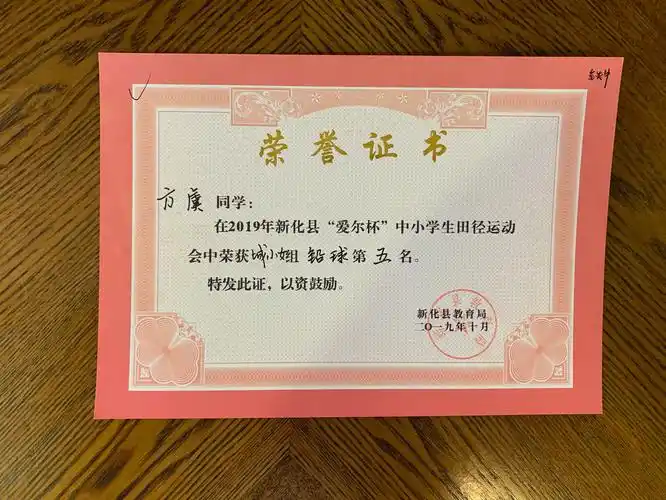 荣誉证书
方虞 同学：
在2019年新化县“爱尔杯”中小学生田径运动
会中荣获城小女组 铅球第 五 名。
特发此证，以资鼓励。
新化县教育局
二〇一九年十月